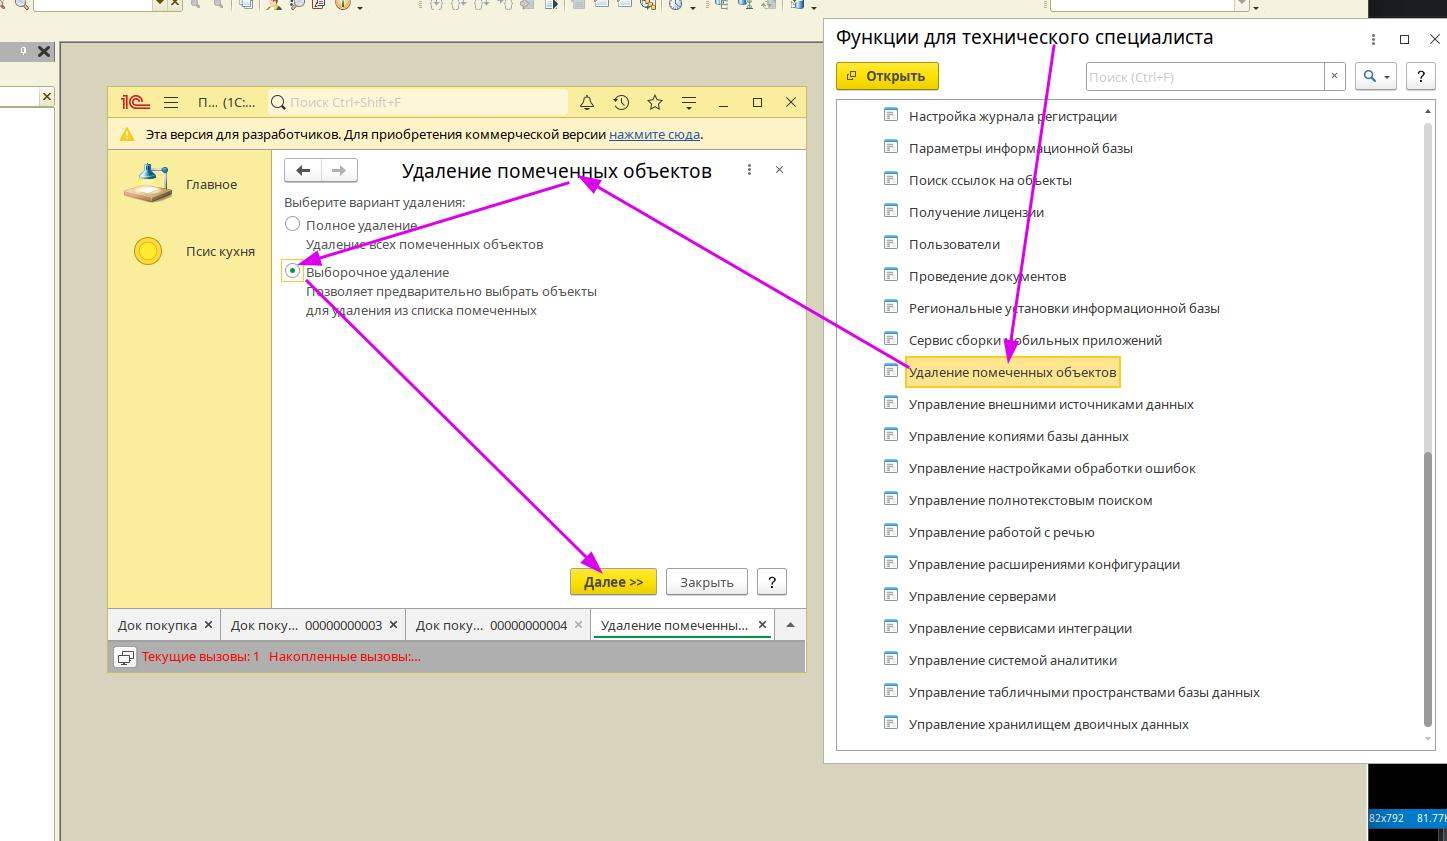 1С
П... (1С:...
Поиск Ctrl+Shift+F
Эта версия для разработчиков. Для приобретения коммерческой версии нажмите сюда.
Главное
Псис кухня
Удаление помеченных объектов
Выберите вариант удаления:
Полное удаление
Удаление всех помеченных объектов
Выборочное удаление
Позволяет предварительно выбрать объекты
для удаления из списка помеченных
Далее >>
Закрыть
?
Док покупка
Док поку... 00000000003
Док поку... 00000000004
Удаление помеченны...
Текущие вызовы: 1 Накопленные вызовы:...
Функции для технического специалиста
Открыть
Поиск (Ctrl+F)
?
Настройка журнала регистрации
Параметры информационной базы
Поиск ссылок на объекты
Получение лицензии
Пользователи
Проведение документов
Региональные установки информационной базы
Сервис сборки мобильных приложений
Удаление помеченных объектов
Управление внешними источниками данных
Управление копиями базы данных
Управление настройками обработки ошибок
Управление полнотекстовым поиском
Управление работой с речью
Управление расширениями конфигурации
Управление серверами
Управление сервисами интеграции
Управление системой аналитики
Управление табличными пространствами базы данных
Управление хранилищем двоичных данных
82x792 81.77